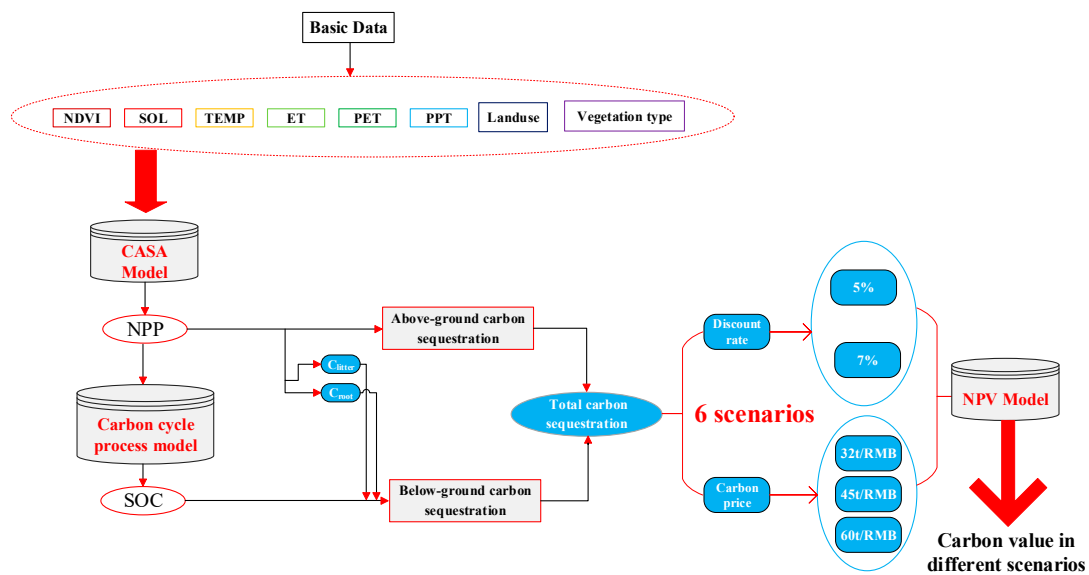 Basic Data
NDVI
SOL
TEMP
ET
PET
PPT
Landuse
Vegetation type
CASA
Model
NPP
Carbon cycle
process model
SOC
Above-ground carbon
sequestration
Clitter
Croot
Below-ground carbon
sequestration
Total carbon
sequestration
Discount
rate
6 scenarios
Carbon
price
5%
7%
32t/RMB
45t/RMB
60t/RMB
NPV Model
Carbon value in
different scenarios